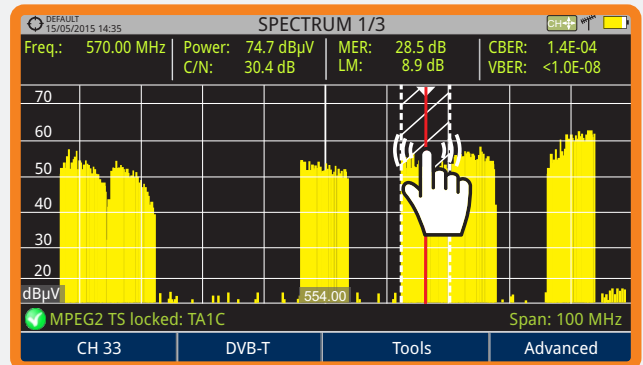 DEFAULT
15/05/2015 14:35
SPECTRUM 1/3
CH
Freq.: 570.00 MHz Power: 74.7 dBµV MER: 28.5 dB CBER: 1.4E-04
C/N: 30.4 dB LM: 8.9 dB VBER: <1.0E-08
70
60
50
40
30
20
dBµV 554.00
MPEG2 TS locked: TA1C Span: 100 MHz
CH 33 DVB-T Tools Advanced